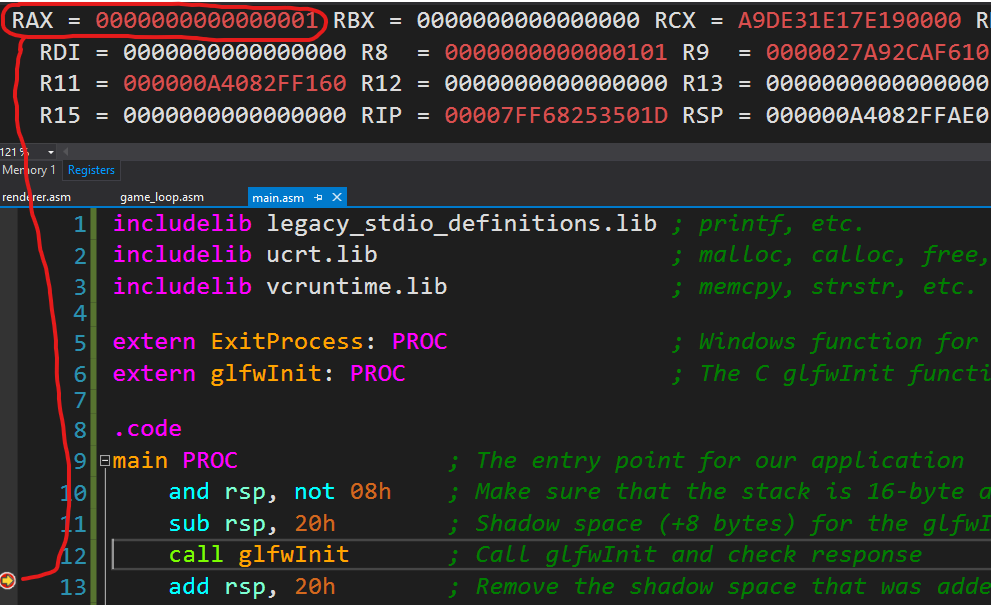 RAX = 0000000000000001 RBX = 0000000000000000 RCX = A9DE31E17E190000
RDI = 0000000000000000 R8 = 0000000000000101 R9 = 0000027A92CAF610
R11 = 000000A4082FF160 R12 = 0000000000000000 R13 = 0000000000000000
R15 = 0000000000000000 RIP = 00007FF68253501D RSP = 000000A4082FFAE0
121 %
Memory 1 Registers
renderer.asm game_loop.asm main.asm
1 includelib legacy_stdio_definitions.lib ; printf, etc.
2 includelib ucrt.lib ; malloc, calloc, free,
3 includelib vcruntime.lib ; memcpy, strstr, etc.
4
5 extern ExitProcess: PROC ; Windows function for
6 extern glfwInit: PROC ; The C glfwInit functi
7
8 .code
9 main PROC ; The entry point for our application
10 and rsp, not 08h ; Make sure that the stack is 16-byte a
11 sub rsp, 20h ; Shadow space (+8 bytes) for the glfwI
12 call glfwInit ; Call glfwInit and check response
13 add rsp, 20h ; Remove the shadow space that was adde